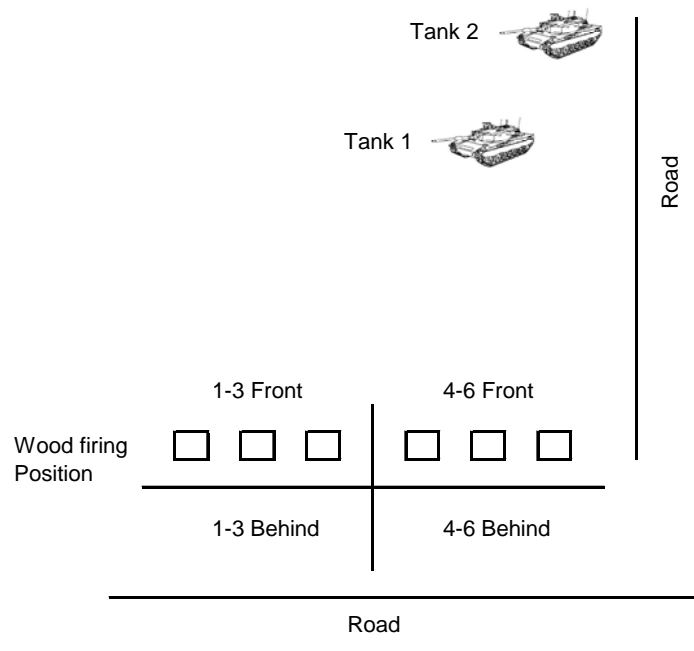 Tank 2
Tank 1
Road
1-3 Front
4-6 Front
Wood firing
Position
1-3 Behind
4-6 Behind
Road